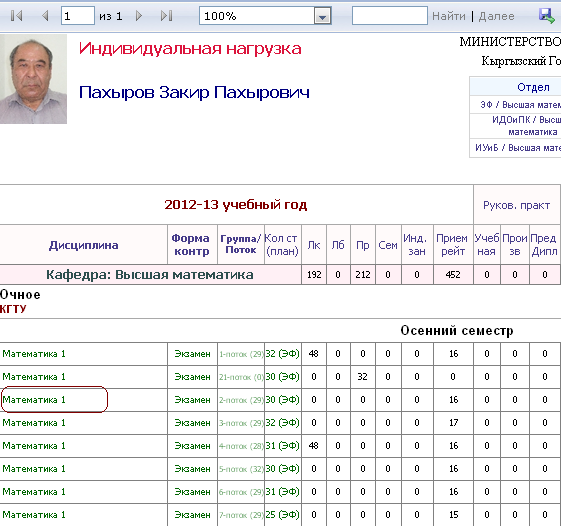 1 из 1 100% Найти | Далее
Индивидуальная нагрузка
МИНИСТЕРСТВО
Кыргызский Го
Пахыров Закир Пахырович
Отдел
ЭФ / Высшая матем
ИДОиПК / Высш
математика
ИУиБ / Высшая мате
2012-13 учебный год Руков. практ
Дисциплина Форма контр Группа/ Поток Кол ст (план) Лк Лб Пр Сем Инд. зан Прием рейт Учеб ная Прои зв Пред Дипл
Кафедра: Высшая математика 192 0 212 0 0 452 0 0 0
Очное
КГТУ
Осенний семестр
Математика 1 Экзамен 1-поток (29) 32 (ЭФ) 48 0 0 0 0 16 0 0 0
Математика 1 Экзамен 21-поток (0) 30 (ЭФ) 0 0 32 0 0 0 0 0 0
Математика 1 Экзамен 2-поток (29) 30 (ЭФ) 0 0 0 0 0 16 0 0 0
Математика 1 Экзамен 3-поток (29) 32 (ЭФ) 0 0 0 0 0 17 0 0 0
Математика 1 Экзамен 4-поток (28) 31 (ЭФ) 48 0 0 0 0 16 0 0 0
Математика 1 Экзамен 5-поток (32) 30 (ЭФ) 0 0 0 0 0 16 0 0 0
Математика 1 Экзамен 6-поток (29) 31 (ЭФ) 0 0 0 0 0 16 0 0 0
Математика 1 Экзамен 7-поток (29) 25 (ЭФ) 0 0 0 0 0 15 0 0 0